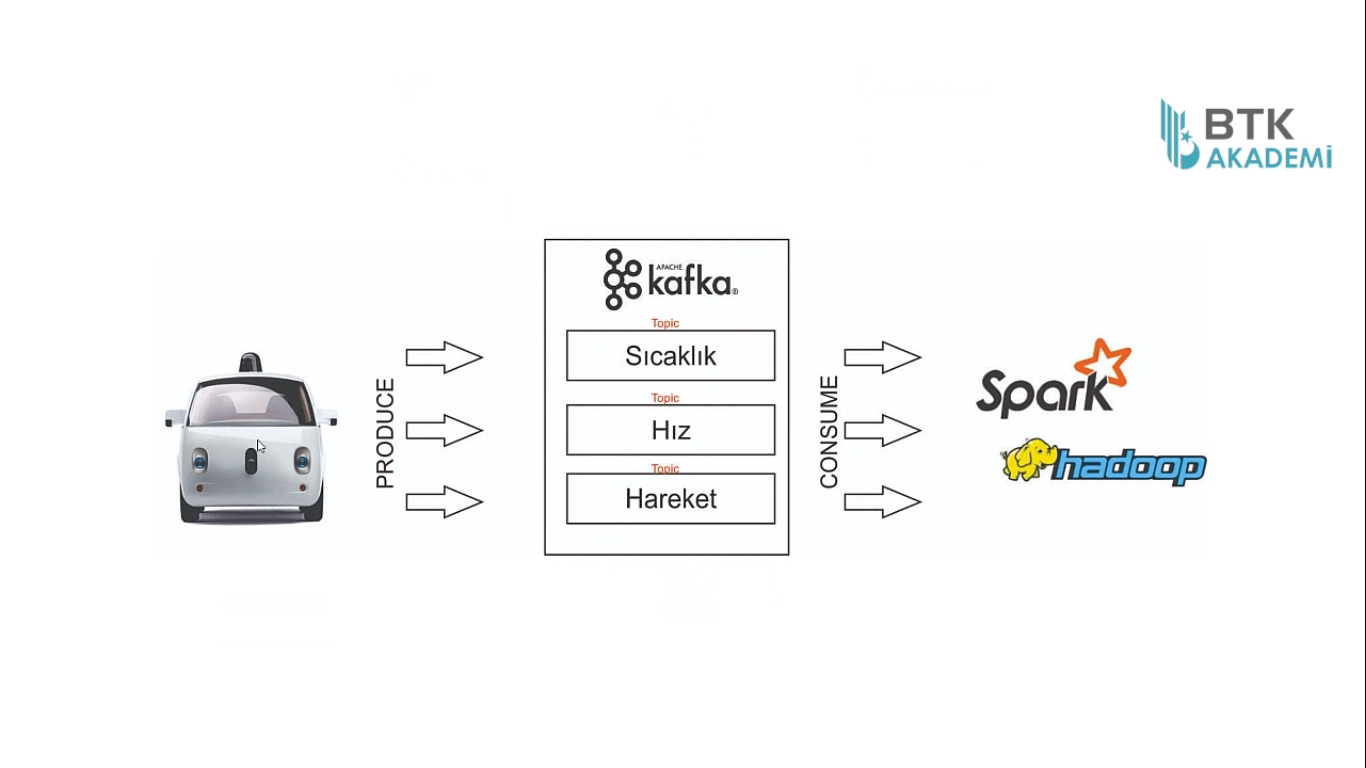 BTK
AKADEMİ
APACHE
kafka®
Topic
Sıcaklık
Topic
Hız
Topic
Hareket
PRODUCE
CONSUME
Spark
hadoop